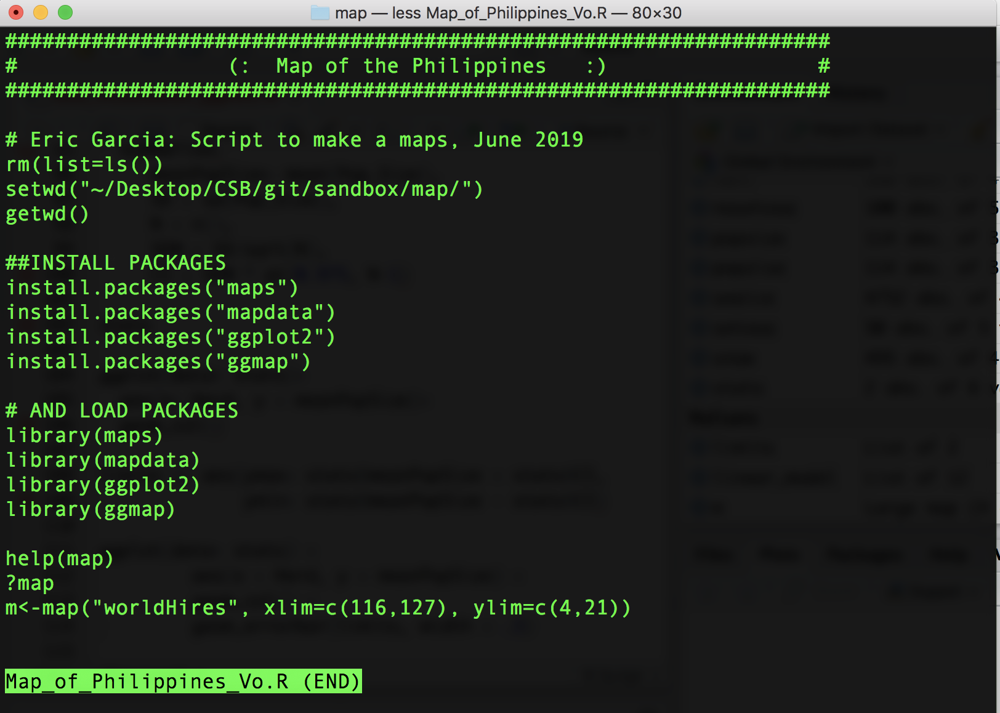 map — less Map_of_Philippines_Vo.R — 80×30
###################################################################
#                 (:  Map of the Philippines   :)                 #
###################################################################
# Eric Garcia: Script to make a maps, June 2019
rm(list=ls())
setwd("~/Desktop/CSB/git/sandbox/map/")
getwd()
##INSTALL PACKAGES
install.packages("maps")
install.packages("mapdata")
install.packages("ggplot2")
install.packages("ggmap")
# AND LOAD PACKAGES
library(maps)
library(mapdata)
library(ggplot2)
library(ggmap)
help(map)
?map
m<-map("worldHires", xlim=c(116,127), ylim=c(4,21))
Map_of_Philippines_Vo.R (END)